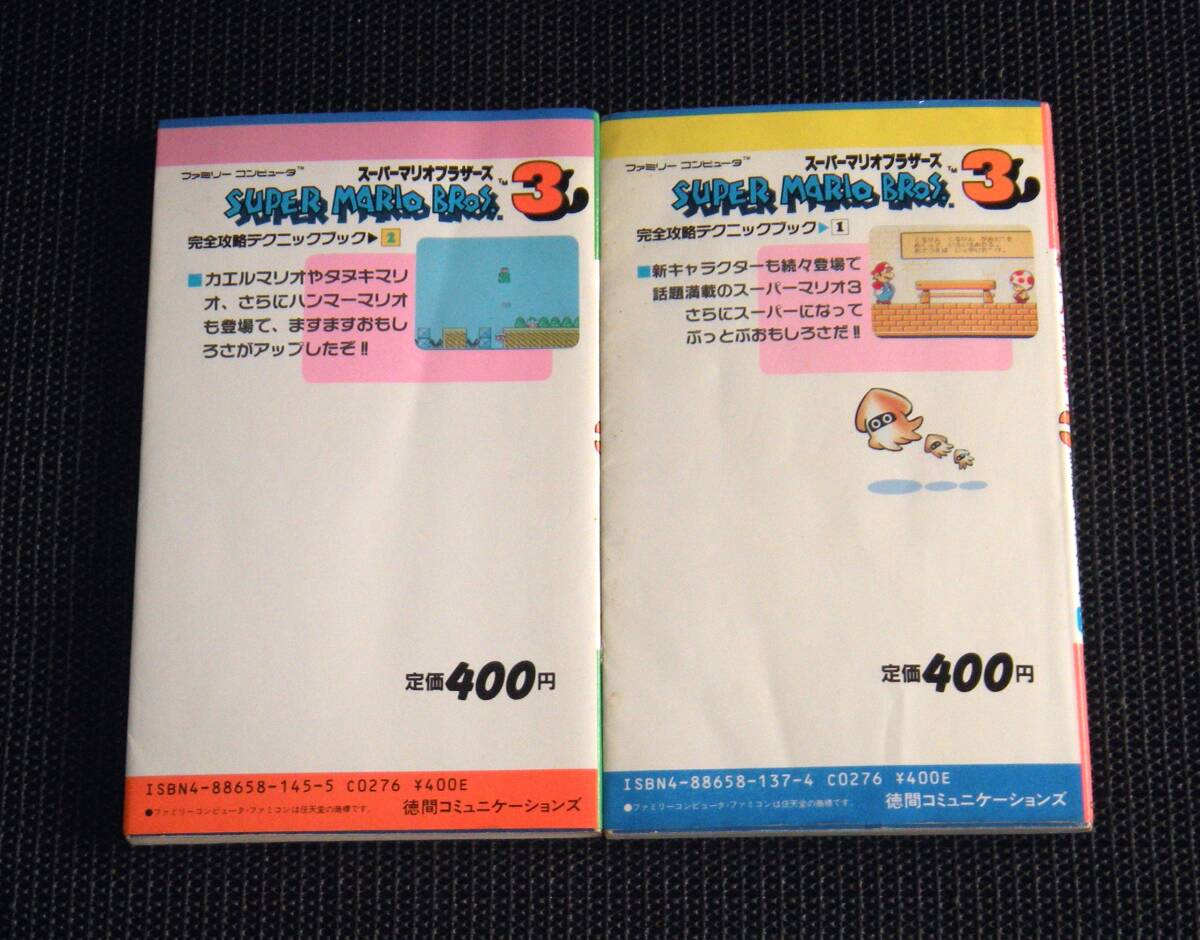 ファミリー コンピュータ™
スーパーマリオブラザーズ
SUPER MARIO BROS.™ 3™
完全攻略テクニックブック▶2
■カエルマリオやタヌキマリ
オ、さらにハンマーマリオ
も登場で、ますますおもし
ろさがアップしたぞ!!
定価400円
ISBN4-88658-145-5 C0276 ¥400E
●ファミリーコンピュータ・ファミコンは任天堂の商標です。
徳間コミュニケーションズ
ファミリー コンピュータ™
スーパーマリオブラザーズ
SUPER MARIO BROS.™ 3™
完全攻略テクニックブック▶1
■新キャラクターも続々登場で
話題満載のスーパーマリオ3
さらにスーパーになって
ぶっとぶおもしろさだ!!
定価400円
ISBN4-88658-137-4 C0276 ¥400E
●ファミリーコンピュータ・ファミコンは任天堂の商標です。
徳間コミュニケーションズ